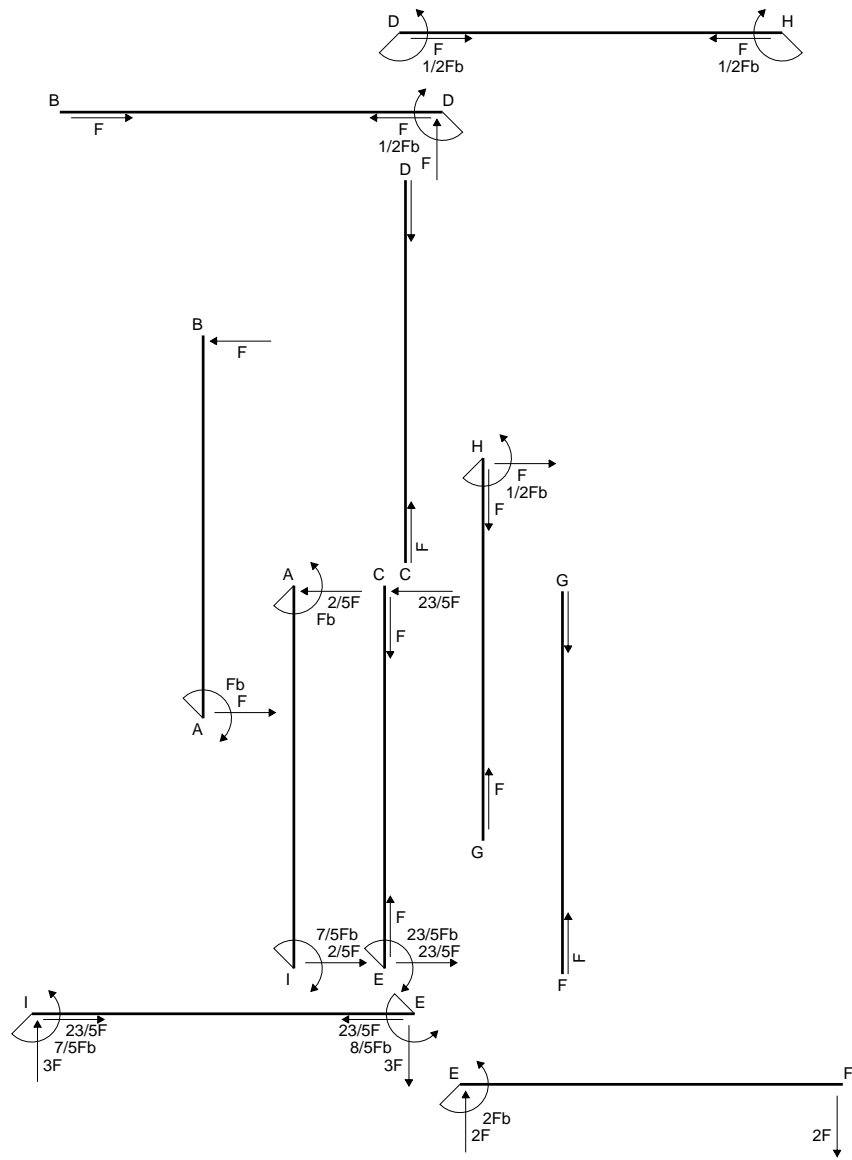 D H
F F
1/2Fb 1/2Fb
B D
F F
1/2Fb
F
D
B
F
H
F
1/2Fb
F
F
A C C G
2/5F 23/5F
Fb
F
Fb
F
A
F
G
F
7/5Fb 23/5Fb
2/5F 23/5F
F
I E F
I E
23/5F 23/5F
7/5Fb 8/5Fb
3F 3F
E F
2Fb
2F 2F